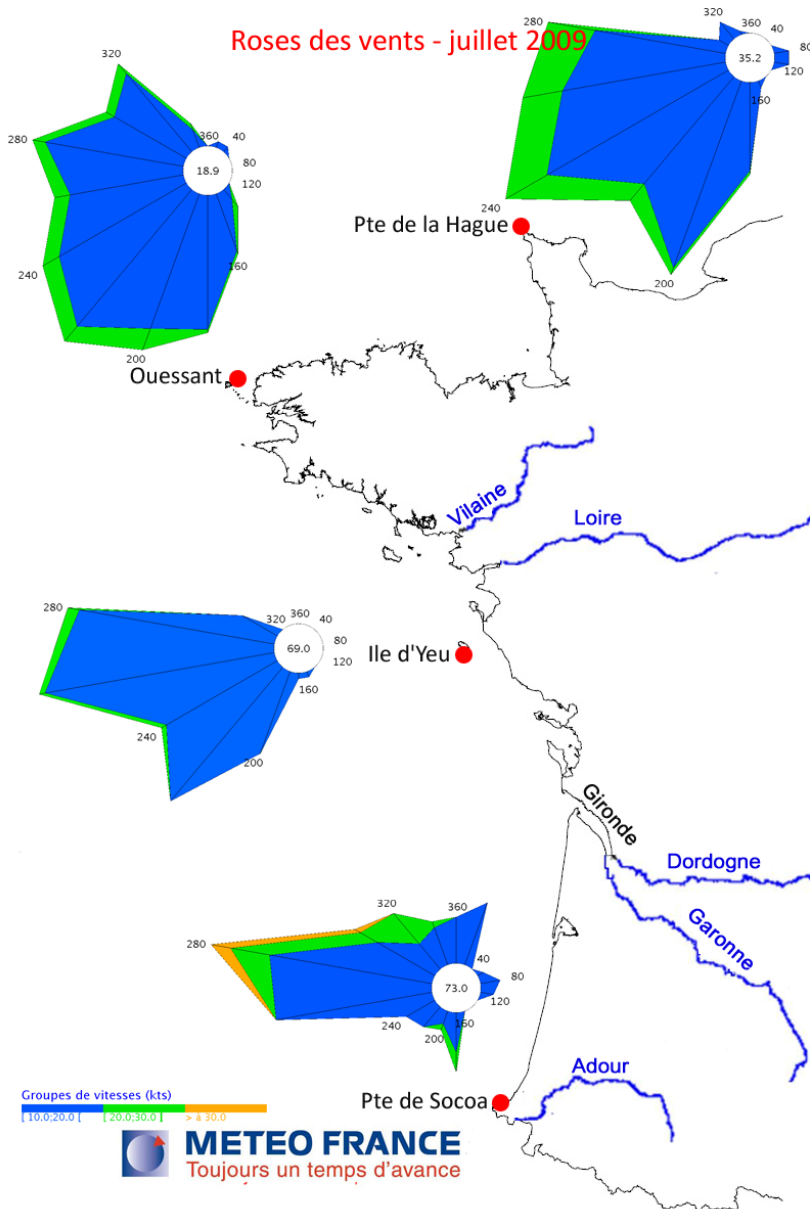 Roses des vents - juillet 2009
320
360
40
280
18.9
80
120
240
160
200
280
320
360
40
80
35.2
120
160
240
200
Pte de la Hague
Ouessant
Vilaine
Loire
280
320
360
40
80
69.0
120
160
240
200
Ile d'Yeu
Gironde
Dordogne
Garonne
320
360
280
40
80
73.0
120
240
160
200
Adour
Pte de Socoa
Groupes de vitesses (kts)
[ 10.0;20.0 [ [ 20.0;30.0 [ > à 30.0
METEO FRANCE
Toujours un temps d'avance